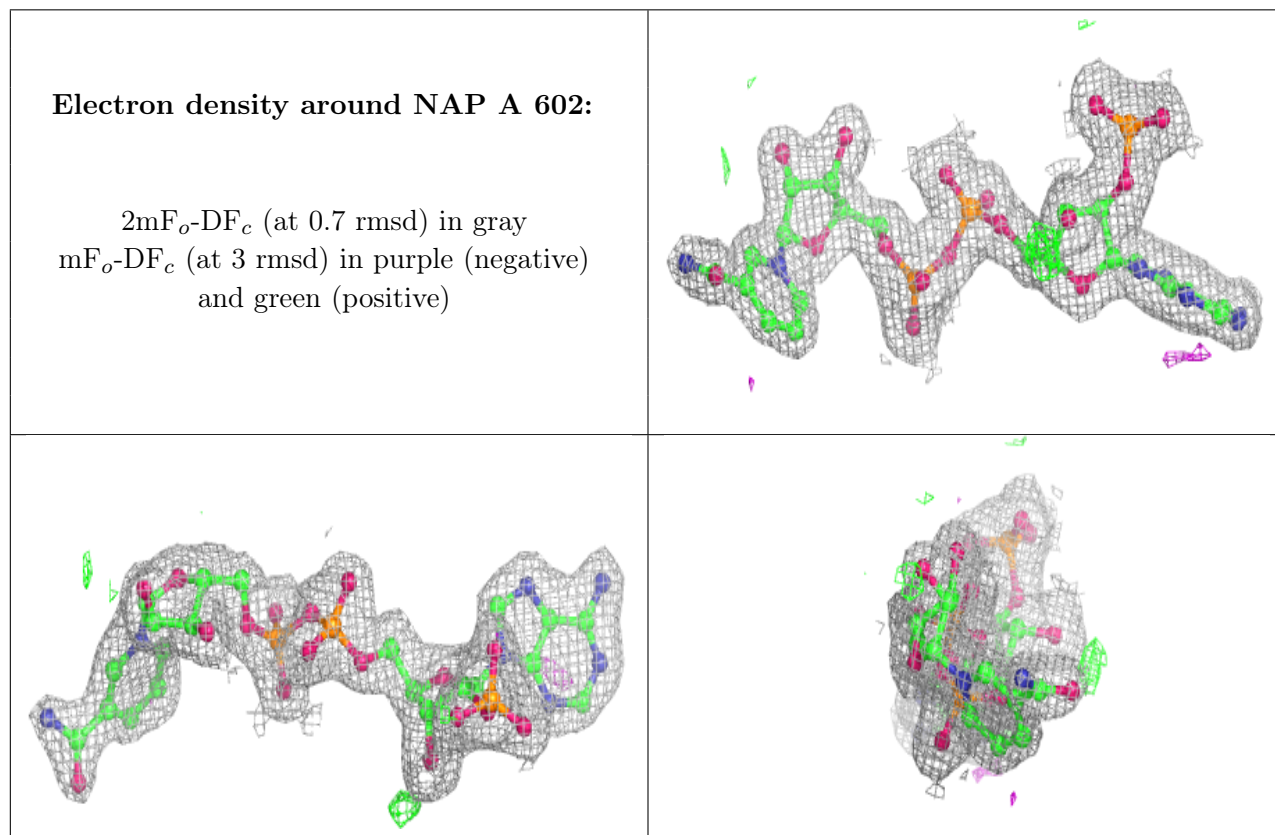 Electron density around NAP A 602:
2mFo-DFc (at 0.7 rmsd) in gray
mFo-DFc (at 3 rmsd) in purple (negative)
and green (positive)